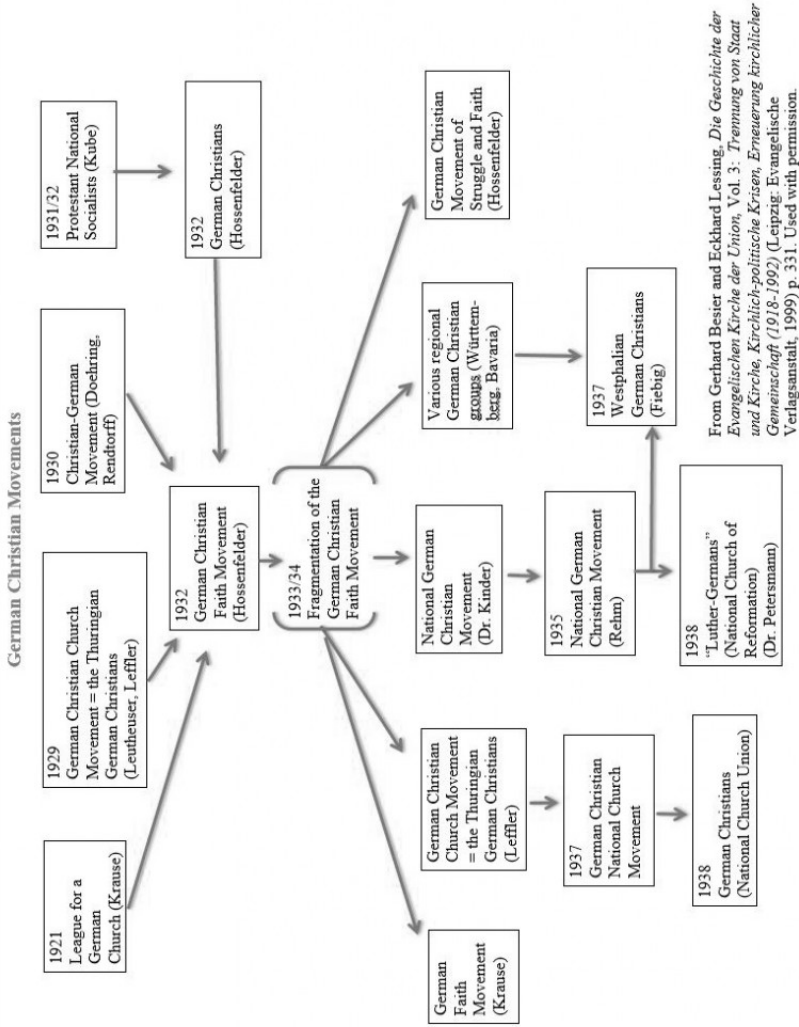 German Christian Movements
1921
League for a
German
Church (Krause)
1929
German Christian Church
Movement = the Thuringian
German Christians
(Leutheuser, Leffler)
1930
Christian-German
Movement (Doehring,
Rendtorff)
1931/32
Protestant National
Socialists (Kube)
1932
German Christian
Faith Movement
(Hossenfelder)
1932
German Christians
(Hossenfelder)
1933/34
Fragmentation of the
German Christian
Faith Movement
German
Faith
Movement
(Krause)
German Christian
Church Movement
= the Thuringian
German Christians
(Leffler)
National German
Christian
Movement
(Dr. Kinder)
Various regional
German Christian
groups (Württem-
berg, Bavaria)
German Christian
Movement of
Struggle and Faith
(Hossenfelder)
1937
German Christian
National Church
Movement
1935
National German
Christian Movement
(Rehm)
1937
Westphalian
German Christians
(Fiebig)
1938
German Christians
(National Church Union)
1938
"Luther-Germans"
(National Church of
Reformation)
(Dr. Petersmann)
From Gerhard Besier and Eckhard Lessing, Die Geschichte der
Evangelischen Kirche der Union, Vol. 3: Trennung von Staat
und Kirche, Kirchlich-politische Krisen, Erneuerung kirchlicher
Gemeinschaft (1918-1992) (Leipzig: Evangelische
Verlagsanstalt, 1999) p. 331. Used with permission.